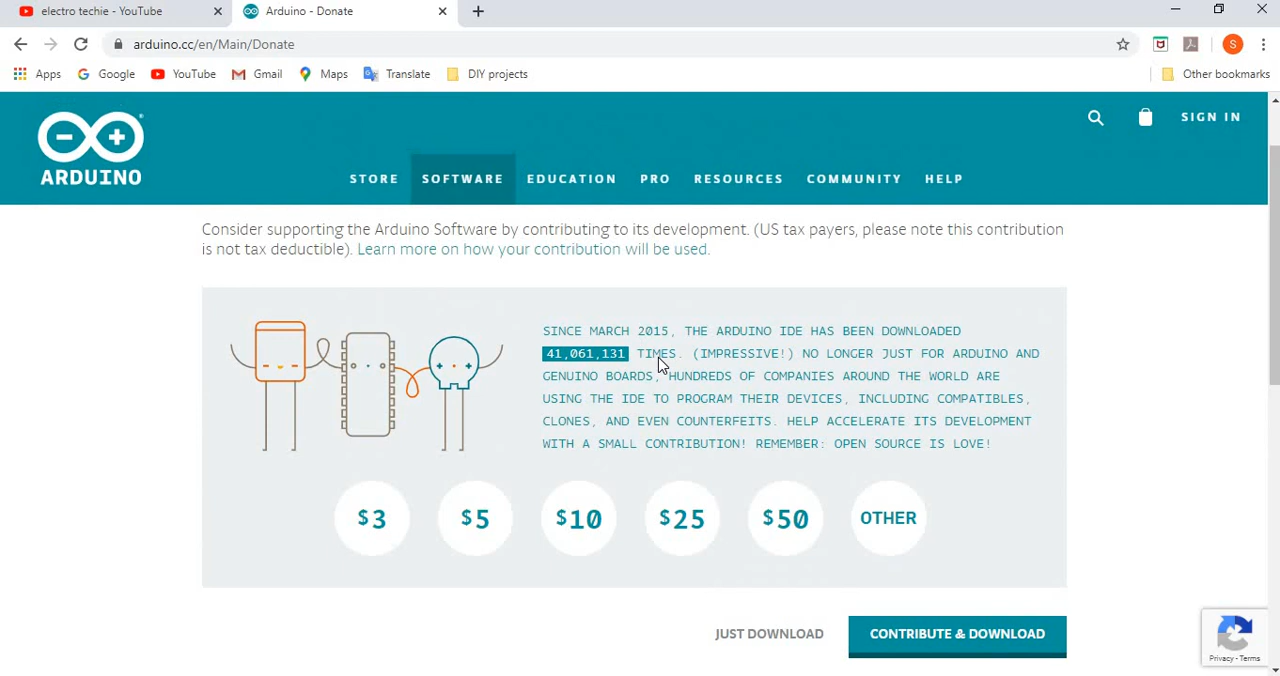 electro techie - YouTube
Arduino - Donate
arduino.cc/en/Main/Donate
S
Apps
Google
YouTube
Gmail
Maps
Translate
DIY projects
Other bookmarks
SIGN IN
ARDUINO
STORE
SOFTWARE
EDUCATION
PRO
RESOURCES
COMMUNITY
HELP
Consider supporting the Arduino Software by contributing to its development. (US tax payers, please note this contribution
is not tax deductible). Learn more on how your contribution will be used.
SINCE MARCH 2015, THE ARDUINO IDE HAS BEEN DOWNLOADED
41,061,131 TIMES. (IMPRESSIVE!) NO LONGER JUST FOR ARDUINO AND
GENUINO BOARDS, HUNDREDS OF COMPANIES AROUND THE WORLD ARE
USING THE IDE TO PROGRAM THEIR DEVICES, INCLUDING COMPATIBLES,
CLONES, AND EVEN COUNTERFEITS. HELP ACCELERATE ITS DEVELOPMENT
WITH A SMALL CONTRIBUTION! REMEMBER: OPEN SOURCE IS LOVE!
$3
$5
$10
$25
$50
OTHER
JUST DOWNLOAD
CONTRIBUTE & DOWNLOAD
Privacy - Terms